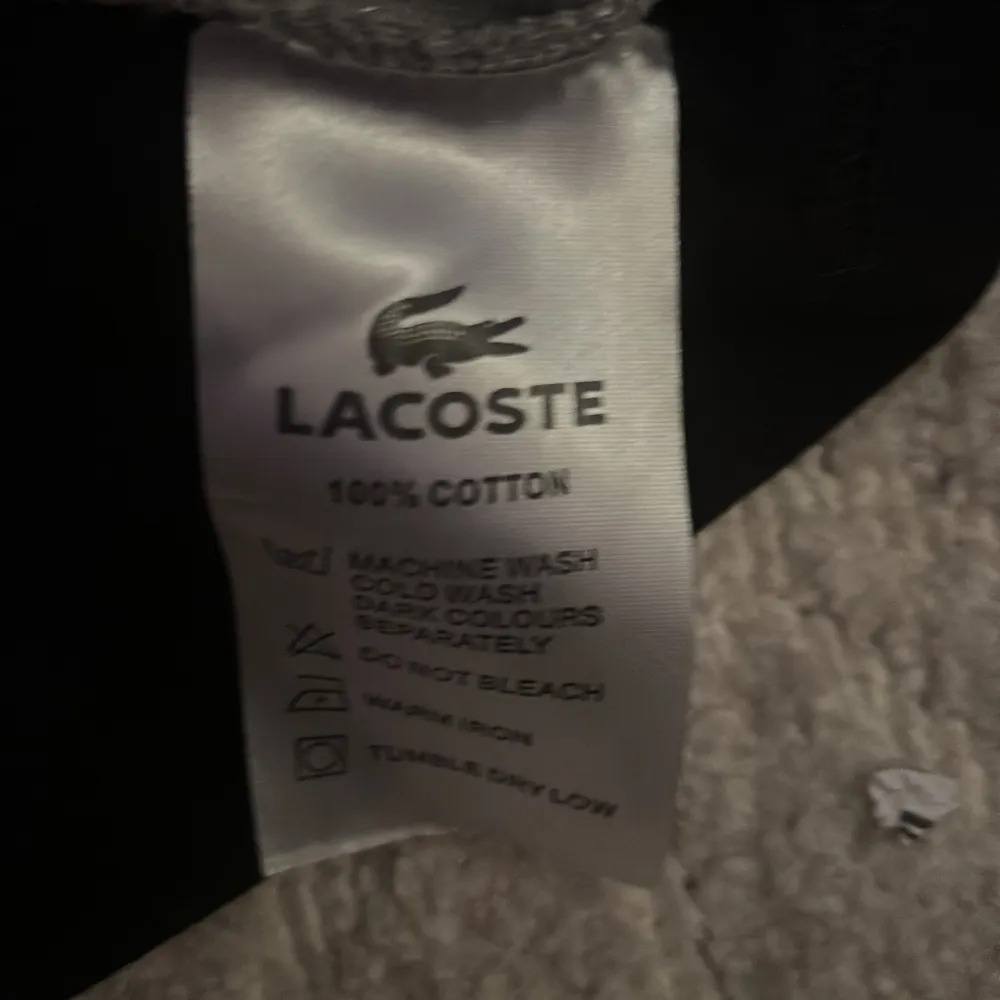 LACOSTE
100% COTTON
MACHINE WASH
COLD WASH
DARK COLOURS
SEPARATELY
DO NOT BLEACH
WARM IRON
TUMBLE DRY LOW